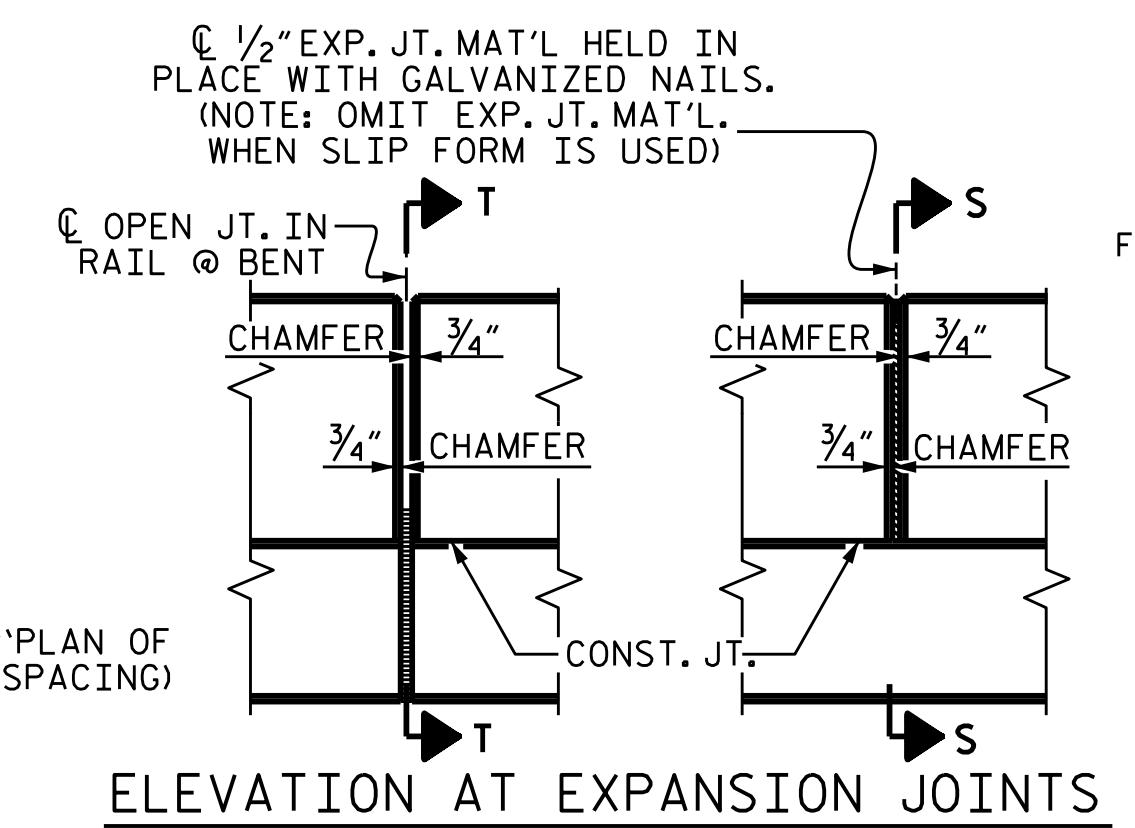 ℄ 1/2" EXP. JT. MAT'L HELD IN
PLACE WITH GALVANIZED NAILS.
(NOTE: OMIT EXP. JT. MAT'L.
WHEN SLIP FORM IS USED)
T
S
℄ OPEN JT. IN
RAIL @ BENT
F
CHAMFER
3/4"
CHAMFER
3/4"
3/4"
CHAMFER
3/4"
CHAMFER
'PLAN OF
SPACING)
CONST. JT.
T
S
ELEVATION AT EXPANSION JOINTS